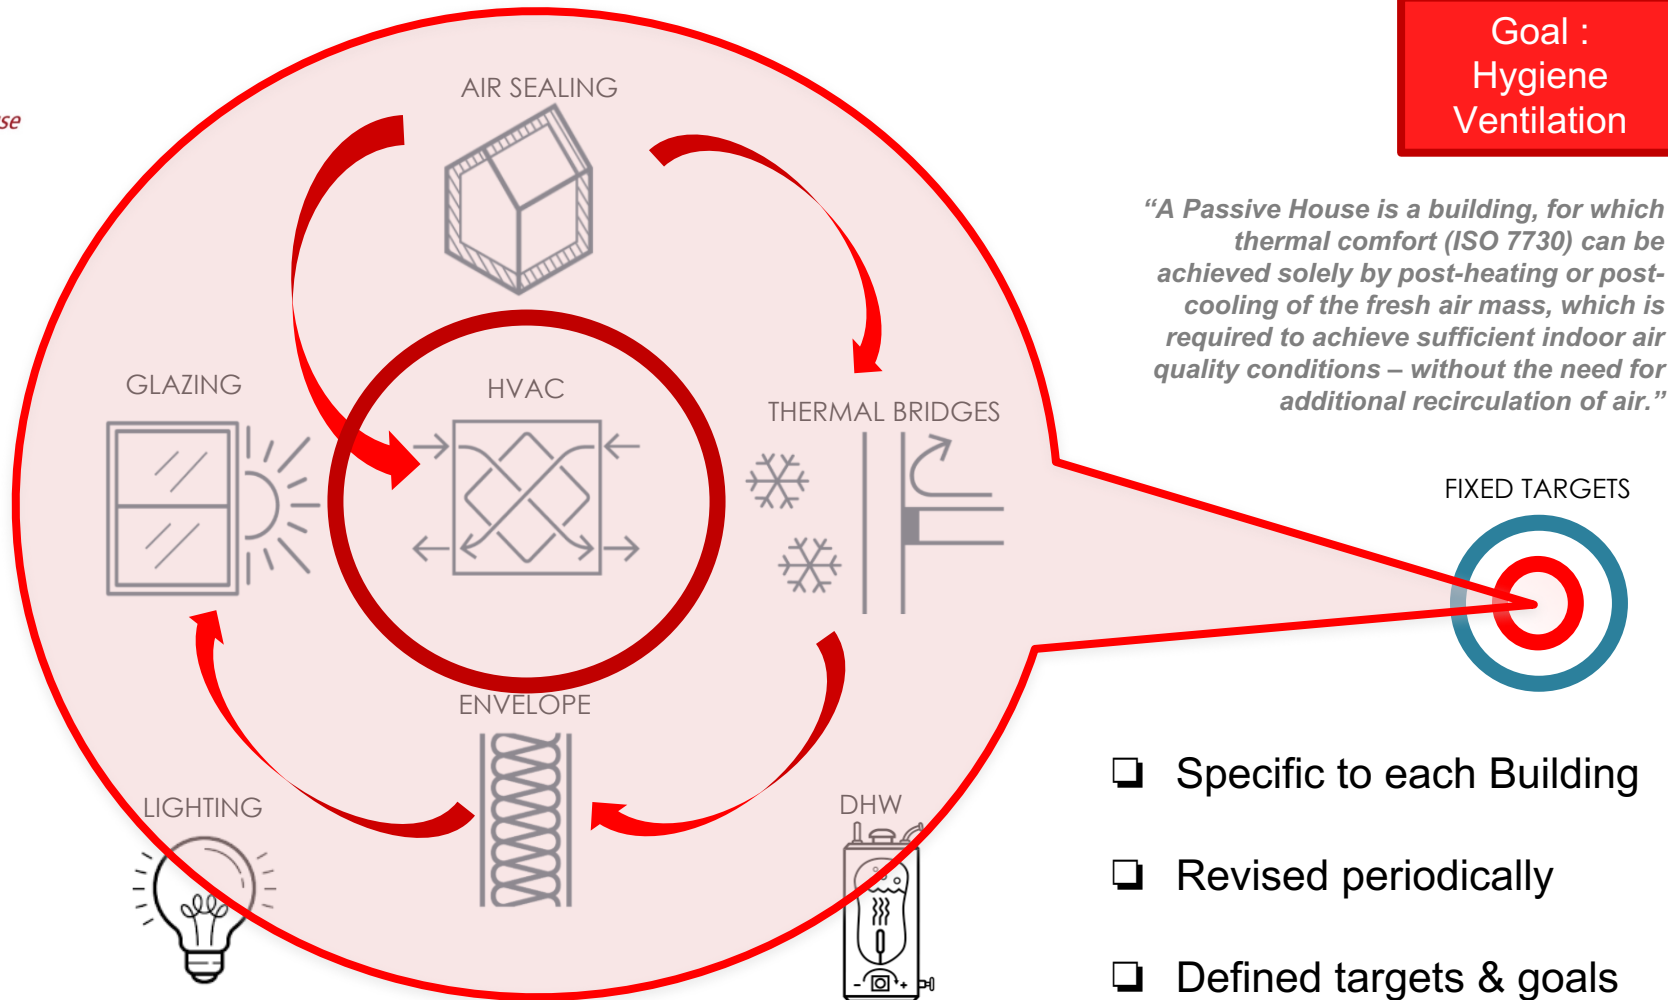 Goal :
Hygiene
Ventilation
AIR SEALING
“A Passive House is a building, for which
thermal comfort (ISO 7730) can be
achieved solely by post-heating or post-
cooling of the fresh air mass, which is
required to achieve sufficient indoor air
quality conditions – without the need for
additional recirculation of air.”
GLAZING
HVAC
THERMAL BRIDGES
FIXED TARGETS
ENVELOPE
LIGHTING
DHW
❏ Specific to each Building
❏ Revised periodically
❏ Defined targets & goals